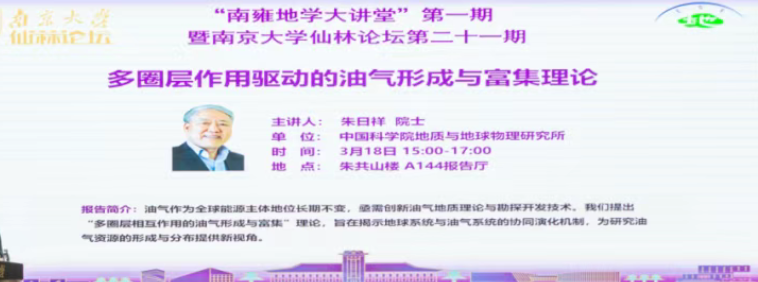 南京大学
仙林论坛
“南雍地学大讲堂”第一期
暨南京大学仙林论坛第二十一期
多圈层作用驱动的油气形成与富集理论
主讲人： 朱日祥 院士
单 位： 中国科学院地质与地球物理研究所
时 间： 3月18日 15:00-17:00
地 点： 朱共山楼 A144报告厅
报告简介：油气作为全球能源主体地位长期不变，亟需创新油气地质理论与勘探开发技术。我们提出
“多圈层相互作用的油气形成与富集”理论，旨在揭示地球系统与油气系统的协同演化机制，为研究油
气资源的形成与分布提供新视角。